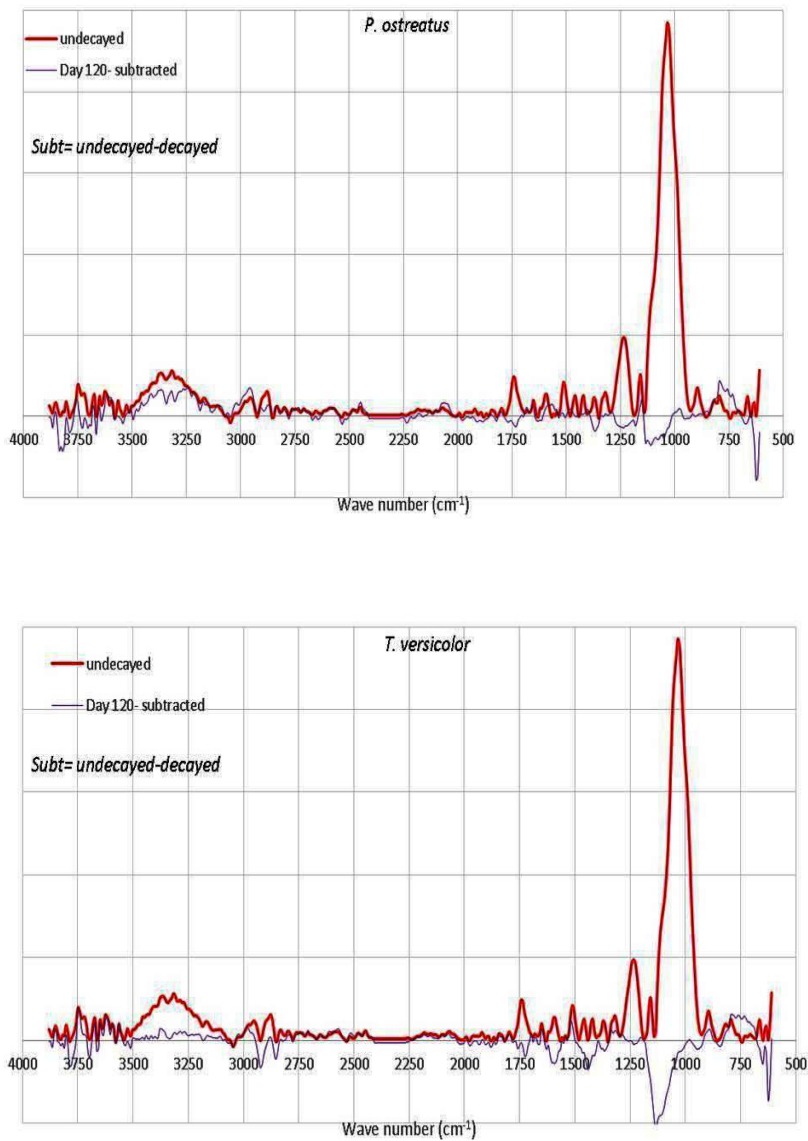 P. ostreatus
undecayed
Day 120- subtracted
Subt= undecayed-decayed
4000 3750 3500 3250 3000 2750 2500 2250 2000 1750 1500 1250 1000 750 500
Wave number (cm-1)
T. versicolor
undecayed
Day 120- subtracted
Subt= undecayed-decayed
4000 3750 3500 3250 3000 2750 2500 2250 2000 1750 1500 1250 1000 750 500
Wave number (cm-1)